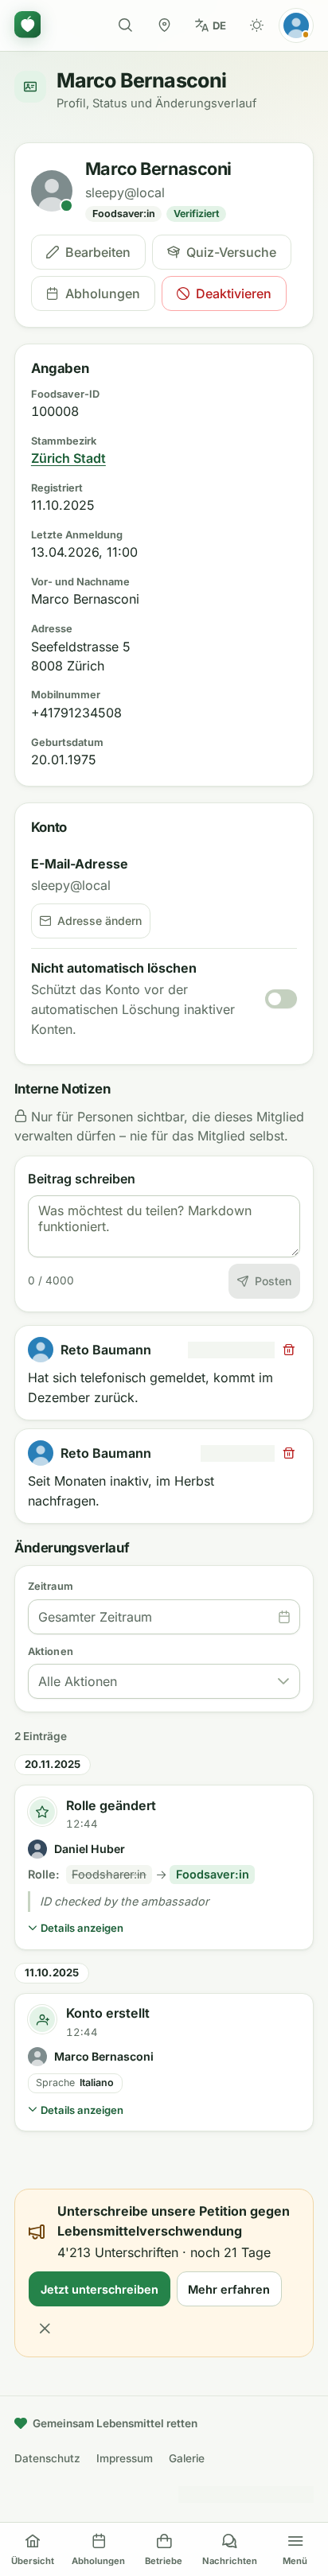 DE
Marco Bernasconi
Profil, Status und Änderungsverlauf
Marco Bernasconi
sleepy@local
Foodsaver:in Verifiziert
Bearbeiten Quiz-Versuche
Abholungen Deaktivieren
Angaben
Foodsaver-ID
100008
Stammbezirk
Zürich Stadt
Registriert
11.10.2025
Letzte Anmeldung
13.04.2026, 11:00
Vor- und Nachname
Marco Bernasconi
Adresse
Seefeldstrasse 5
8008 Zürich
Mobilnummer
+41791234508
Geburtsdatum
20.01.1975
Konto
E-Mail-Adresse
sleepy@local
Adresse ändern
Nicht automatisch löschen
Schützt das Konto vor der
automatischen Löschung inaktiver
Konten.
Interne Notizen
Nur für Personen sichtbar, die dieses Mitglied
verwalten dürfen – nie für das Mitglied selbst.
Beitrag schreiben
Was möchtest du teilen? Markdown
funktioniert.
0 / 4000 Posten
Reto Baumann
Hat sich telefonisch gemeldet, kommt im
Dezember zurück.
Reto Baumann
Seit Monaten inaktiv, im Herbst
nachfragen.
Änderungsverlauf
Zeitraum
Gesamter Zeitraum
Aktionen
Alle Aktionen
2 Einträge
20.11.2025
Rolle geändert
12:44
Daniel Huber
Rolle: Foodsharer:in → Foodsaver:in
ID checked by the ambassador
Details anzeigen
11.10.2025
Konto erstellt
12:44
Marco Bernasconi
Sprache Italiano
Details anzeigen
Unterschreibe unsere Petition gegen
Lebensmittelverschwendung
4'213 Unterschriften · noch 21 Tage
Jetzt unterschreiben Mehr erfahren
Gemeinsam Lebensmittel retten
Datenschutz Impressum Galerie
Übersicht Abholungen Betriebe Nachrichten Menü